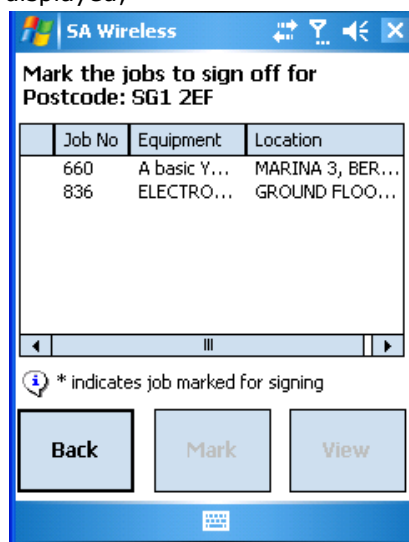 SA Wireless
Mark the jobs to sign off for
Postcode: SG1 2EF
Job No Equipment Location
660 A basic Y... MARINA 3, BER...
836 ELECTRO... GROUND FLOO...
* indicates job marked for signing
Back Mark View